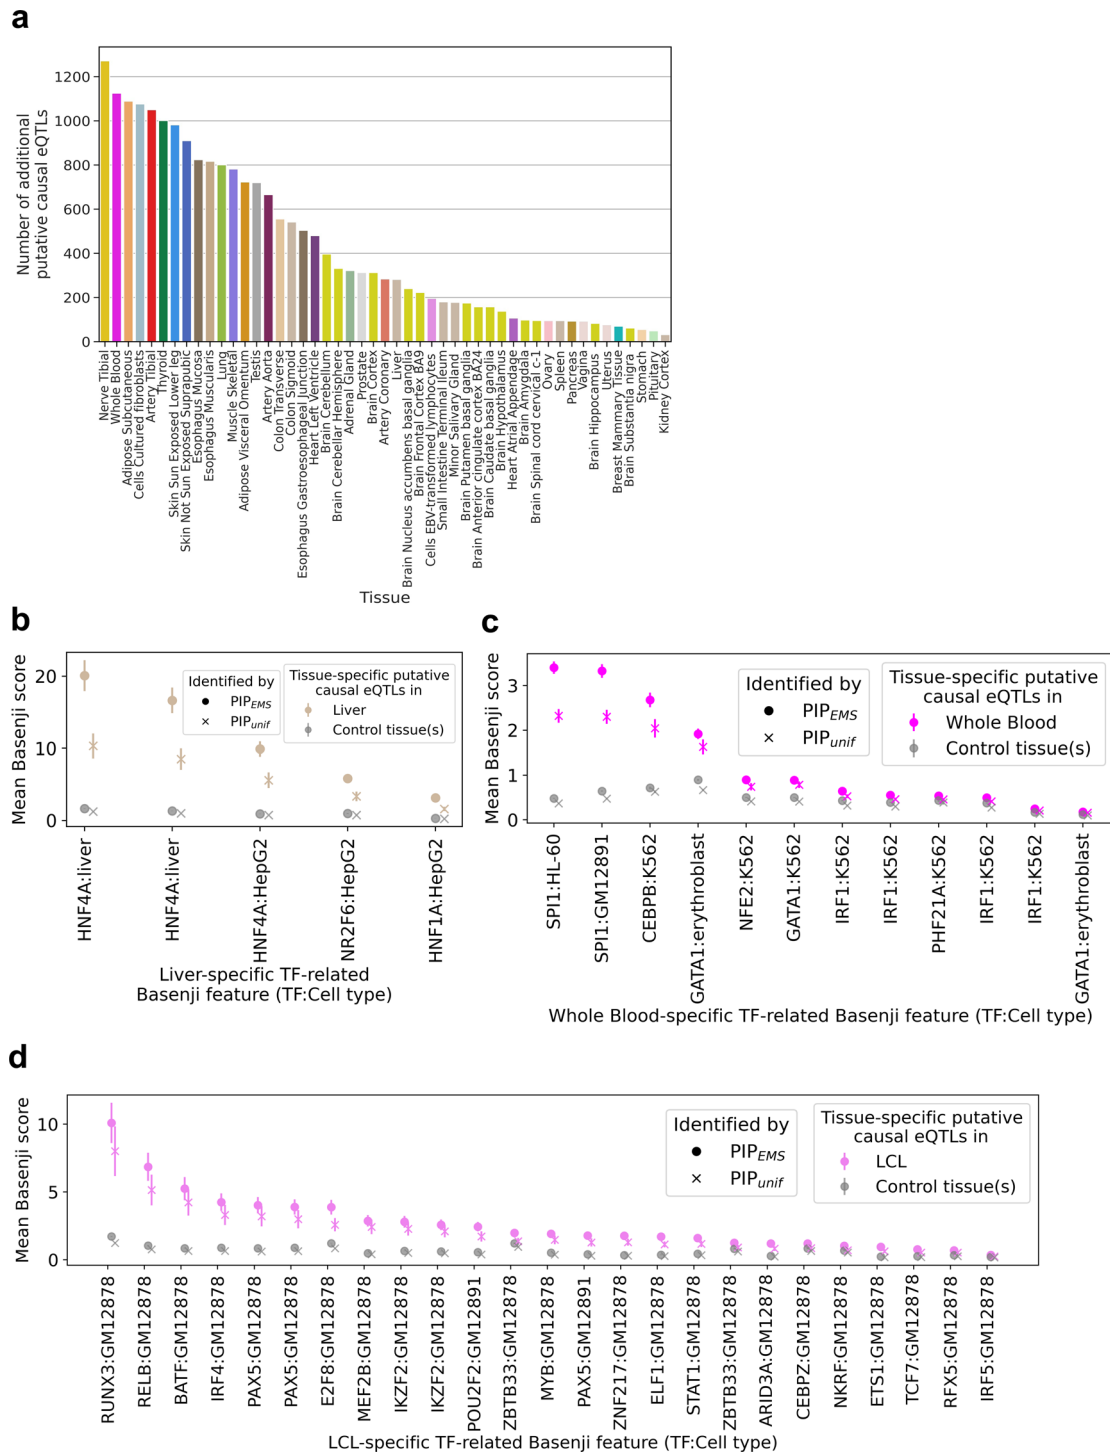 a
Number of additional
putative causal eQTLs
1200
1000
800
600
400
200
0
Nerve Tibial
Whole Blood
Adipose Subcutaneous
Cells Cultured fibroblasts
Artery Tibial
Thyroid
Skin Sun Exposed Lower leg
Skin Not Sun Exposed Suprapubic
Esophagus Mucosa
Esophagus Muscularis
Lung
Muscle Skeletal
Adipose Visceral Omentum
Testis
Artery Aorta
Colon Transverse
Colon Sigmoid
Esophagus Gastroesophageal Junction
Heart Left Ventricle
Brain Cerebellum
Brain Cerebellar Hemisphere
Adrenal Gland
Prostate
Brain Cortex
Artery Coronary
Liver
Brain Nucleus accumbens basal ganglia
Brain Frontal Cortex BA9
Cells EBV-transformed lymphocytes
Small Intestine Terminal Ileum
Minor Salivary Gland
Brain Putamen basal ganglia
Brain Anterior cingulate cortex BA24
Brain Caudate basal ganglia
Brain Hypothalamus
Heart Atrial Appendage
Brain Amygdala
Brain Spinal cord cervical c-1
Ovary
Spleen
Pancreas
Vagina
Brain Hippocampus
Uterus
Breast Mammary Tissue
Brain Substantia nigra
Stomach
Pituitary
Kidney Cortex
Tissue
b
Mean Basenji score
20
10
0
Identified by
PIP_EMS
PIP_unif
Tissue-specific putative
causal eQTLs in
Liver
Control tissue(s)
HNF4A:liver
HNF4A:liver
HNF4A:HepG2
NR2F6:HepG2
HNF1A:HepG2
Liver-specific TF-related
Basenji feature (TF:Cell type)
c
Mean Basenji score
3
2
1
0
Identified by
PIP_EMS
PIP_unif
Tissue-specific putative
causal eQTLs in
Whole Blood
Control tissue(s)
SPI1:HL-60
SPI1:GM12891
CEBPB:K562
GATA1:erythroblast
NFE2:K562
GATA1:K562
IRF1:K562
IRF1:K562
PHF21A:K562
IRF1:K562
IRF1:K562
GATA1:erythroblast
Whole Blood-specific TF-related Basenji feature (TF:Cell type)
d
Mean Basenji score
10
5
0
Identified by
PIP_EMS
PIP_unif
Tissue-specific putative
causal eQTLs in
LCL
Control tissue(s)
RUNX3:GM12878
RELB:GM12878
BATF:GM12878
IRF4:GM12878
PAX5:GM12878
PAX5:GM12878
E2F8:GM12878
MEF2B:GM12878
IKZF2:GM12878
IKZF2:GM12878
POU2F2:GM12891
ZBTB33:GM12878
MYB:GM12878
PAX5:GM12891
ZNF217:GM12878
ELF1:GM12878
STAT1:GM12878
ZBTB33:GM12878
ARID3A:GM12878
CEBPZ:GM12878
NKRF:GM12878
ETS1:GM12878
TCF7:GM12878
RFX5:GM12878
IRF5:GM12878
LCL-specific TF-related Basenji feature (TF:Cell type)